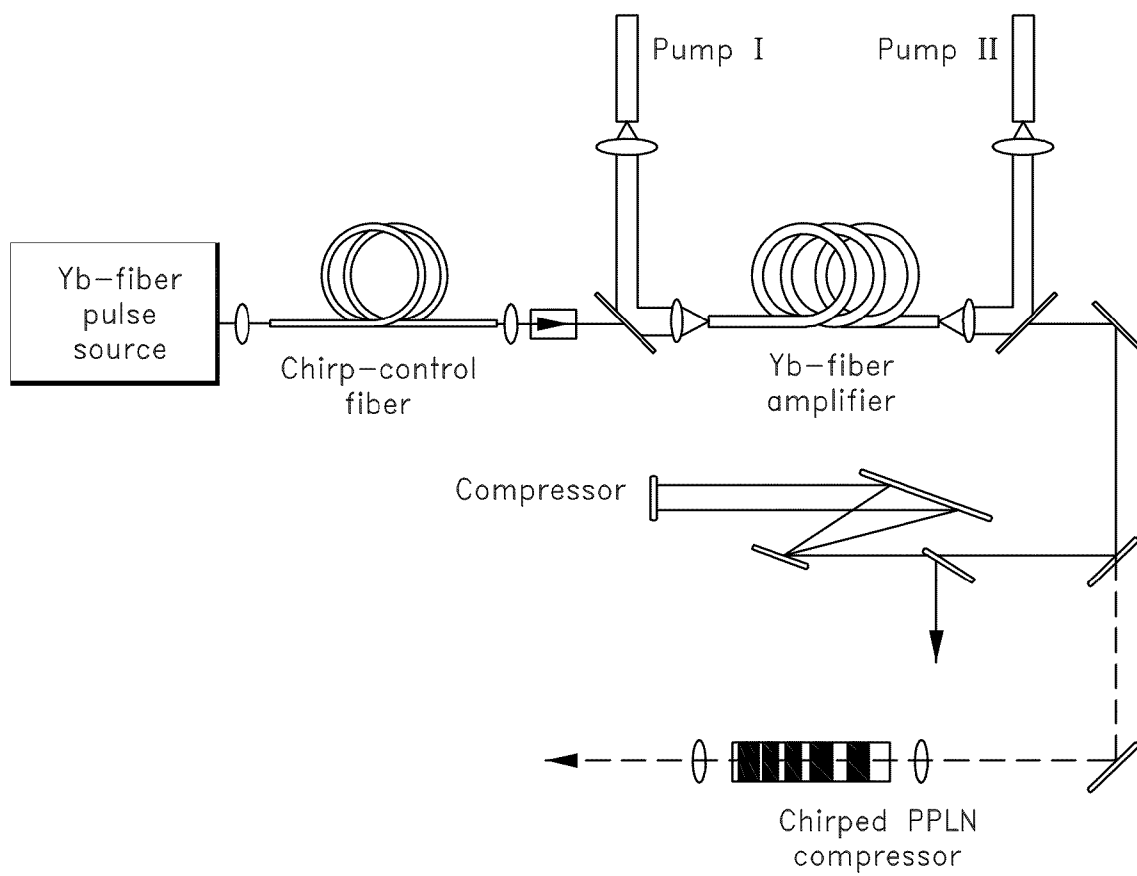 Pump I
Pump II
Yb-fiber
pulse
source
Chirp-control
fiber
Yb-fiber
amplifier
Compressor
Chirped PPLN
compressor